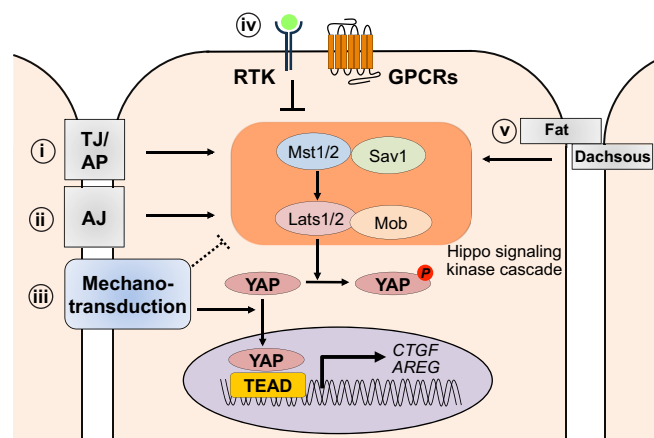 iv
RTK
GPCRs
i
TJ/
AP
Mst1/2
Sav1
v
Fat
Dachsous
ii
AJ
Lats1/2
Mob
Hippo signaling
kinase cascade
iii
Mechano-
transduction
YAP
YAP
P
YAP
TEAD
CTGF
AREG